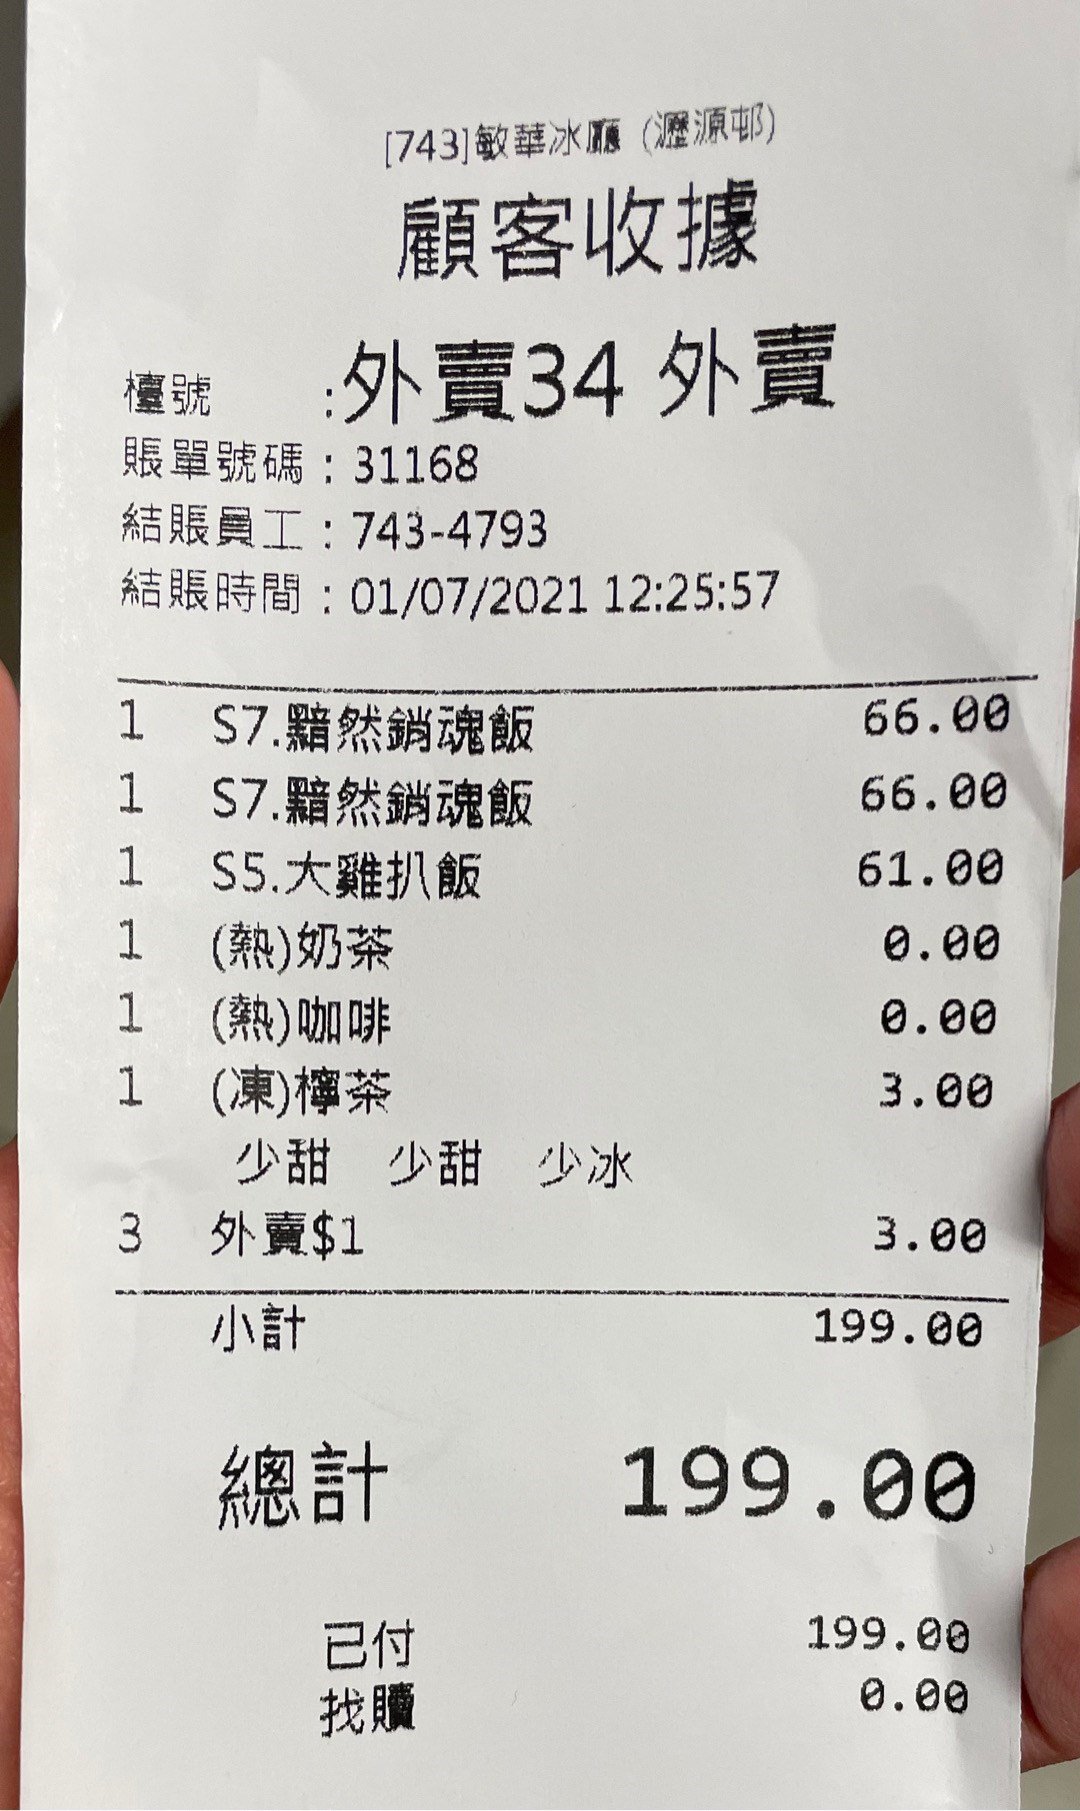 [743]敏華冰廳 (瀝源邨)
顧客收據
檯號 :外賣34 外賣
賬單號碼 : 31168
結賬員工 : 743-4793
結賬時間 : 01/07/2021 12:25:57
1 S7.黯然銷魂飯 66.00
1 S7.黯然銷魂飯 66.00
1 S5.大雞扒飯 61.00
1 (熱)奶茶 0.00
1 (熱)咖啡 0.00
1 (凍)檸茶 3.00
少甜 少甜 少冰
3 外賣$1 3.00
小計 199.00
總計 199.00
已付 199.00
找贖 0.00